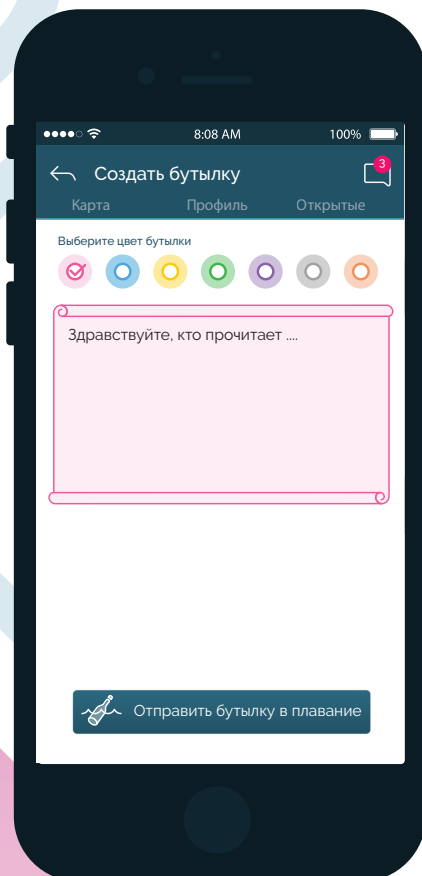 8:08 AM 100%
Создать бутылку 3
Карта Профиль Открытые
Выберите цвет бутылки
Здравствуйте, кто прочитает ....
Отправить бутылку в плавание